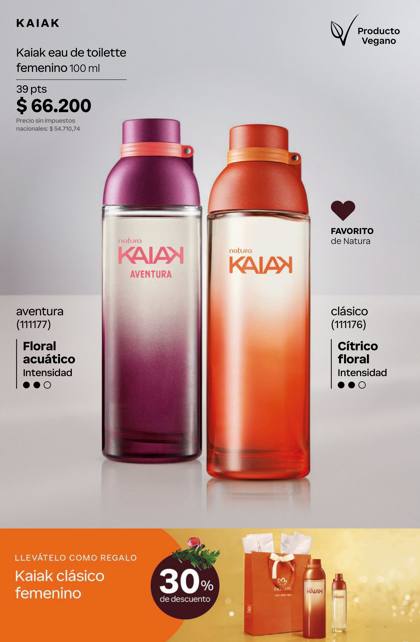 KAIAK
Kaiak eau de toilette
femenino 100 ml
39 pts
$ 66.200
Precio sin impuestos
nacionales: $ 54.710,74
Producto
Vegano
natura
KAIAK
AVENTURA
natura
KAIAK
FAVORITO
de Natura
aventura
(111177)
Floral
acuático
Intensidad
clásico
(111176)
Cítrico
floral
Intensidad
LLEVÁTELO COMO REGALO
Kaiak clásico
femenino
30%
de descuento